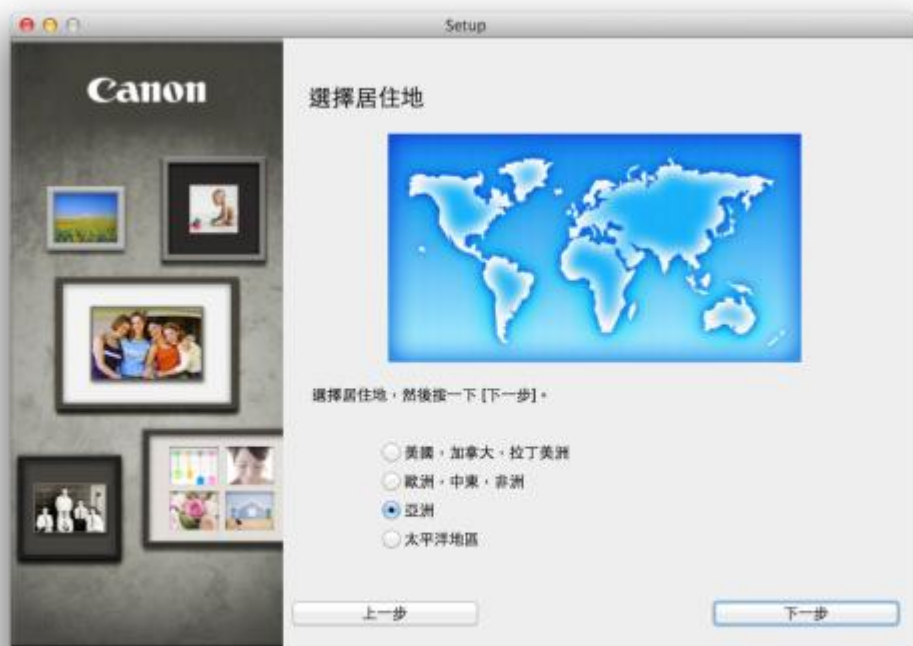 Setup
Canon
選擇居住地
選擇居住地，然後按一下 [下一步]。
美國，加拿大，拉丁美洲
歐洲，中東，非洲
亞洲
太平洋地區
上一步
下一步